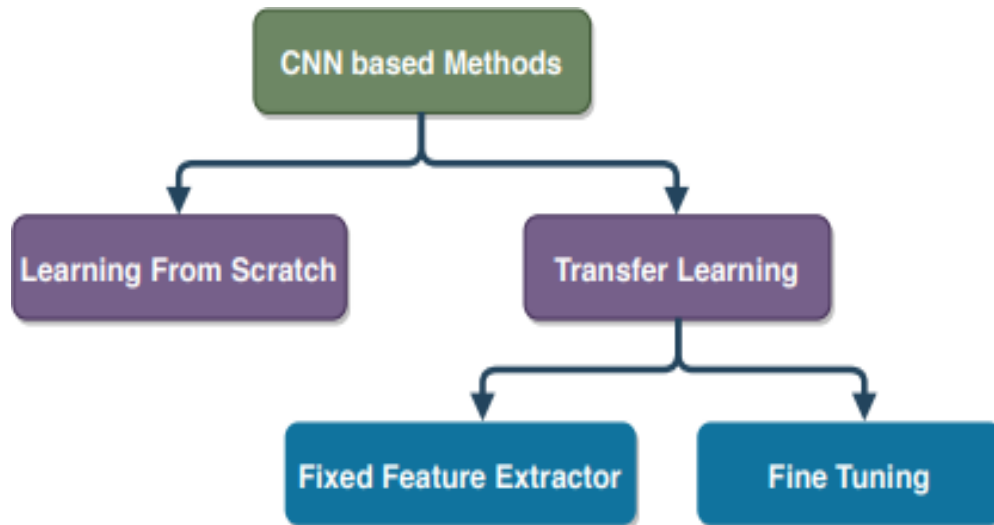 CNN based Methods
Learning From Scratch
Transfer Learning
Fixed Feature Extractor
Fine Tuning